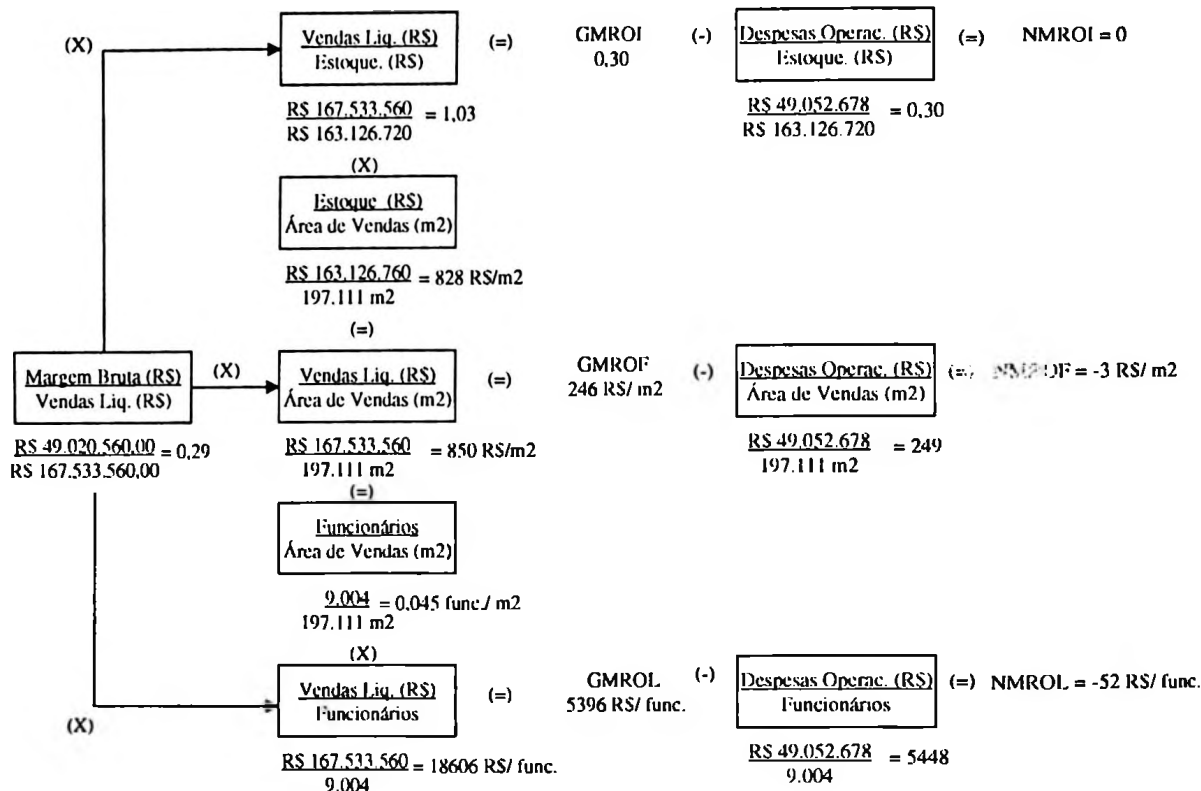 (X)
Vendas Liq. (R$)
Estoque. (R$)
(=)
GMROI
0,30
(-)
Despesas Operac. (R$)
Estoque. (R$)
(=)
NMROI = 0
R$ 167.533.560
R$ 163.126.720
= 1,03
R$ 49.052.678
R$ 163.126.720
= 0,30
(X)
Estoque (R$)
Área de Vendas (m2)
R$ 163.126.760
197.111 m2
= 828 R$/m2
(=)
Margem Bruta (R$)
Vendas Liq. (R$)
(X)
Vendas Liq. (R$)
Área de Vendas (m2)
(=)
GMROF
246 R$/ m2
(-)
Despesas Operac. (R$)
Área de Vendas (m2)
= -3 R$/ m2
R$ 49.020.560,00
R$ 167.533.560,00
= 0,29
R$ 167.533.560
197.111 m2
= 850 R$/m2
R$ 49.052.678
197.111 m2
= 249
(=)
Funcionários
Área de Vendas (m2)
9.004
197.111 m2
= 0,045 func./ m2
(X)
(X)
Vendas Liq. (R$)
Funcionários
(=)
GMROL
5396 R$/ func.
(-)
Despesas Operac. (R$)
Funcionários
(=)
NMROL = -52 R$/ func.
R$ 167.533.560
9.004
= 18606 R$/ func.
R$ 49.052.678
9.004
= 5448